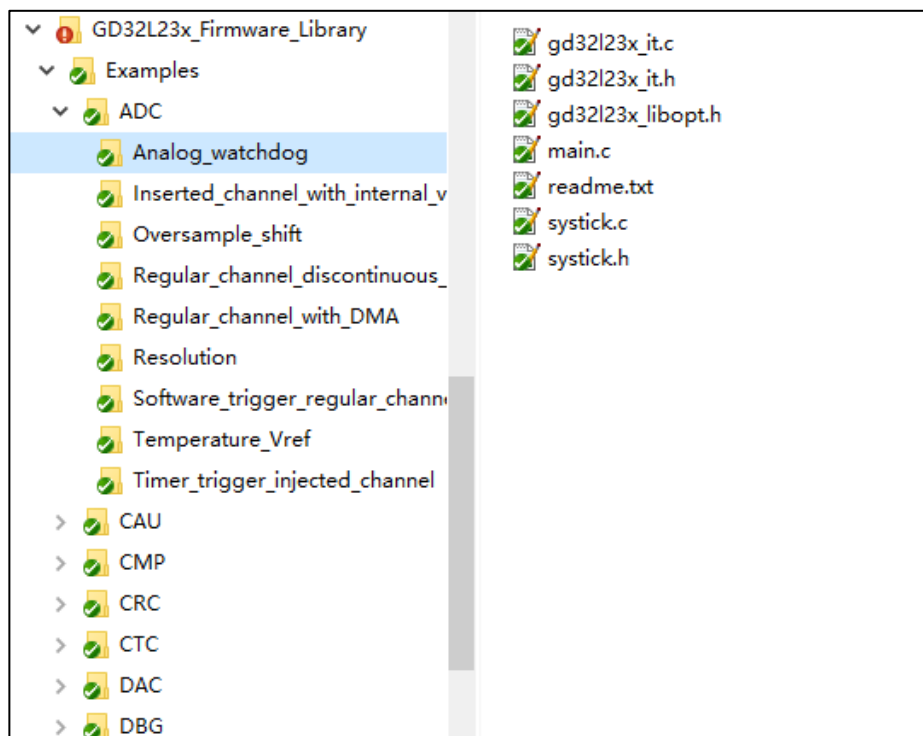 GD32L23x_Firmware_Library
Examples
ADC
Analog_watchdog
Inserted_channel_with_internal_v
Oversample_shift
Regular_channel_discontinuous_
Regular_channel_with_DMA
Resolution
Software_trigger_regular_channe
Temperature_Vref
Timer_trigger_injected_channel
CAU
CMP
CRC
CTC
DAC
DBG
gd32l23x_it.c
gd32l23x_it.h
gd32l23x_libopt.h
main.c
readme.txt
systick.c
systick.h